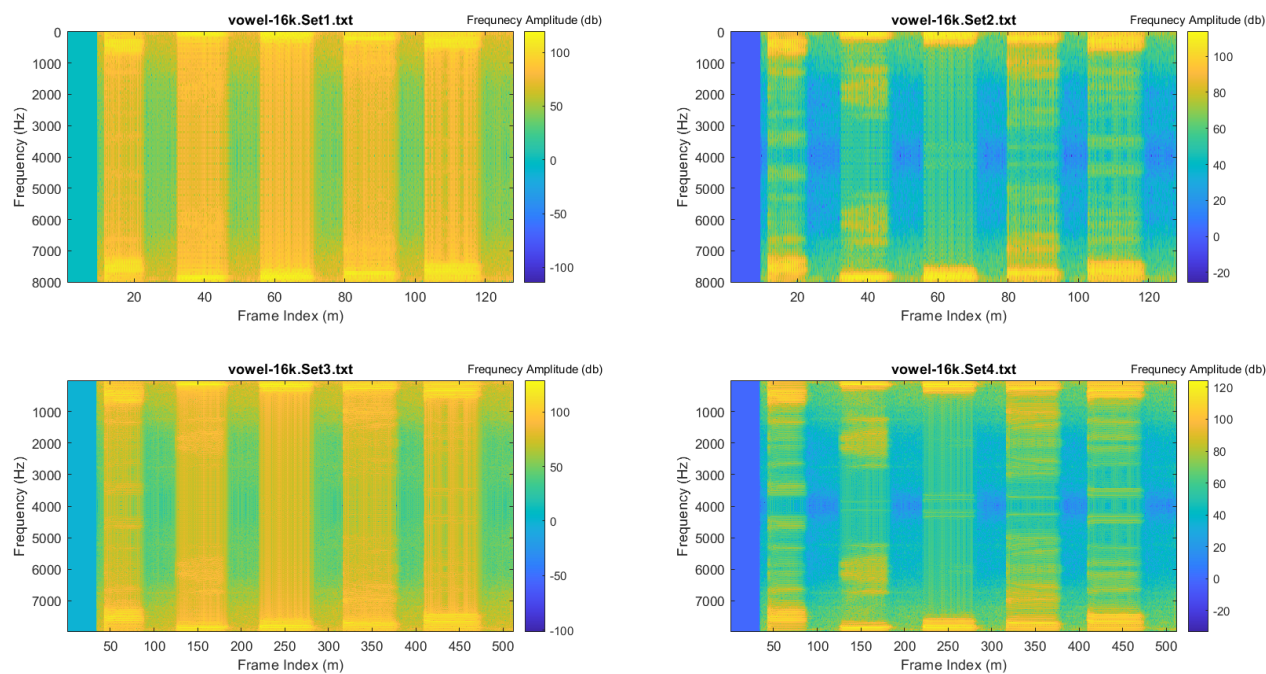 vowel-16k.Set1.txt
Frequnecy Amplitude (db)
0
1000
2000
3000
4000
5000
6000
7000
8000
Frequency (Hz)
20 40 60 80 100 120
Frame Index (m)
100
50
0
-50
-100
vowel-16k.Set2.txt
Frequnecy Amplitude (db)
0
1000
2000
3000
4000
5000
6000
7000
8000
Frequency (Hz)
20 40 60 80 100 120
Frame Index (m)
100
80
60
40
20
0
-20
vowel-16k.Set3.txt
Frequnecy Amplitude (db)
1000
2000
3000
4000
5000
6000
7000
Frequency (Hz)
50 100 150 200 250 300 350 400 450 500
Frame Index (m)
100
50
0
-50
-100
vowel-16k.Set4.txt
Frequnecy Amplitude (db)
1000
2000
3000
4000
5000
6000
7000
Frequency (Hz)
50 100 150 200 250 300 350 400 450 500
Frame Index (m)
120
100
80
60
40
20
0
-20